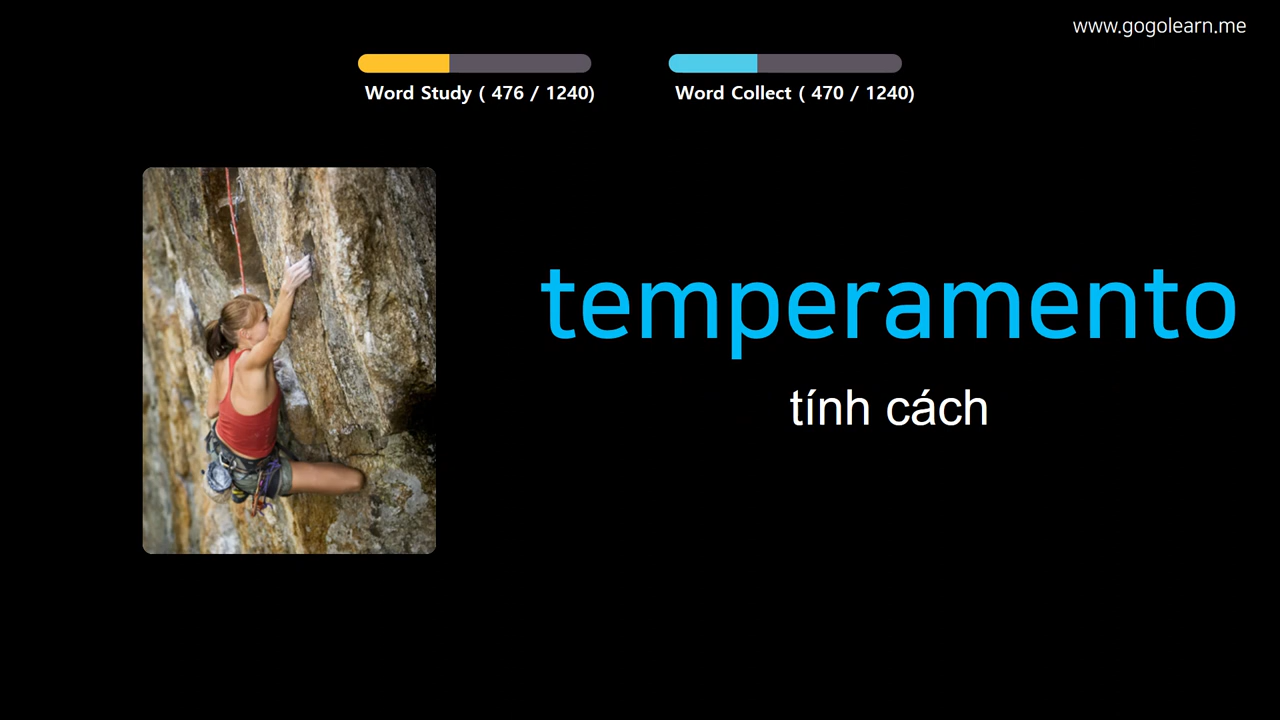 www.gogolearn.me
Word Study ( 476 / 1240)
Word Collect ( 470 / 1240)
temperamento
tính cách